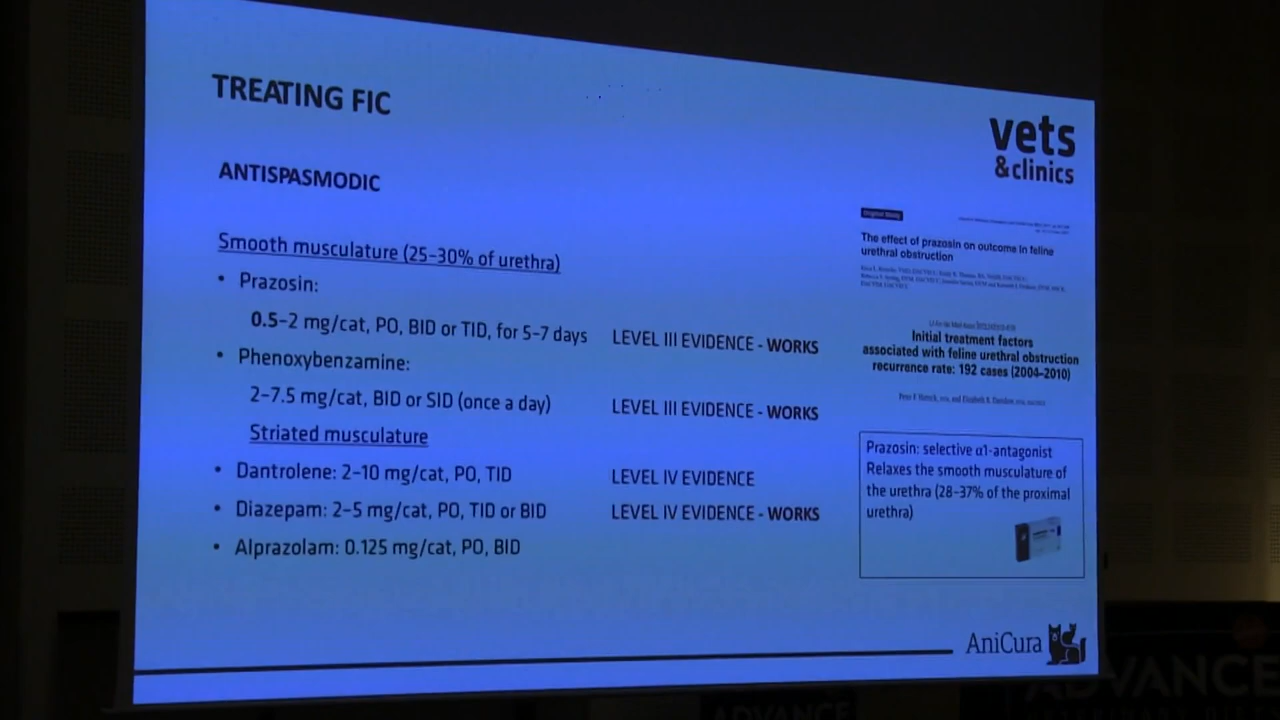 TREATING FIC
vets
&clinics
ANTISPASMODIC
Smooth musculature (25–30% of urethra)
• Prazosin:
0.5–2 mg/cat, PO, BID or TID, for 5-7 days
LEVEL III EVIDENCE - WORKS
• Phenoxybenzamine:
2–7.5 mg/cat, BID or SID (once a day)
LEVEL III EVIDENCE - WORKS
Striated musculature
• Dantrolene: 2–10 mg/cat, PO, TID
LEVEL IV EVIDENCE
• Diazepam: 2–5 mg/cat, PO, TID or BID
LEVEL IV EVIDENCE - WORKS
• Alprazolam: 0.125 mg/cat, PO, BID
Original Study
The effect of prazosin on outcome in feline
urethral obstruction
Initial treatment factors
associated with feline urethral obstruction
recurrence rate: 192 cases (2004–2010)
Prazosin: selective α1-antagonist
Relaxes the smooth musculature of
the urethra (28–37% of the proximal
urethra)
AniCura
ADVANCE
ADVANCE